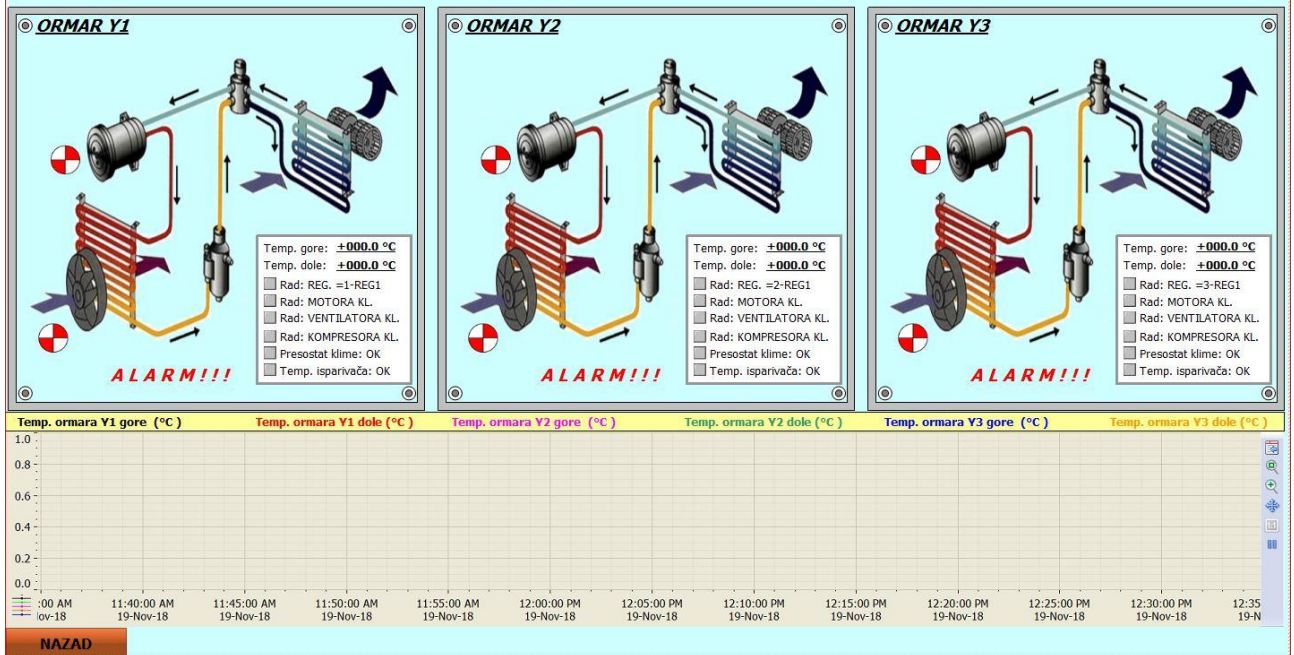 ORMAR Y1
Temp. gore: +000.0 °C
Temp. dole: +000.0 °C
Rad: REG. =1-REG1
Rad: MOTORA KL.
Rad: VENTILATORA KL.
Rad: KOMPRESORA KL.
Presostat klime: OK
Temp. isparivača: OK
ALARM!!!
ORMAR Y2
Temp. gore: +000.0 °C
Temp. dole: +000.0 °C
Rad: REG. =2-REG1
Rad: MOTORA KL.
Rad: VENTILATORA KL.
Rad: KOMPRESORA KL.
Presostat klime: OK
Temp. isparivača: OK
ALARM!!!
ORMAR Y3
Temp. gore: +000.0 °C
Temp. dole: +000.0 °C
Rad: REG. =3-REG1
Rad: MOTORA KL.
Rad: VENTILATORA KL.
Rad: KOMPRESORA KL.
Presostat klime: OK
Temp. isparivača: OK
ALARM!!!
Temp. ormara Y1 gore (°C ) Temp. ormara Y1 dole (°C ) Temp. ormara Y2 gore (°C ) Temp. ormara Y2 dole (°C ) Temp. ormara Y3 gore (°C ) Temp. ormara Y3 dole (°C )
1.0
0.8
0.6
0.4
0.2
0.0
:00 AM 11:40:00 AM 11:45:00 AM 11:50:00 AM 11:55:00 AM 12:00:00 PM 12:05:00 PM 12:10:00 PM 12:15:00 PM 12:20:00 PM 12:25:00 PM 12:30:00 PM 12:35
ov-18 19-Nov-18 19-Nov-18 19-Nov-18 19-Nov-18 19-Nov-18 19-Nov-18 19-Nov-18 19-Nov-18 19-Nov-18 19-Nov-18 19-Nov-18 19-N
NAZAD